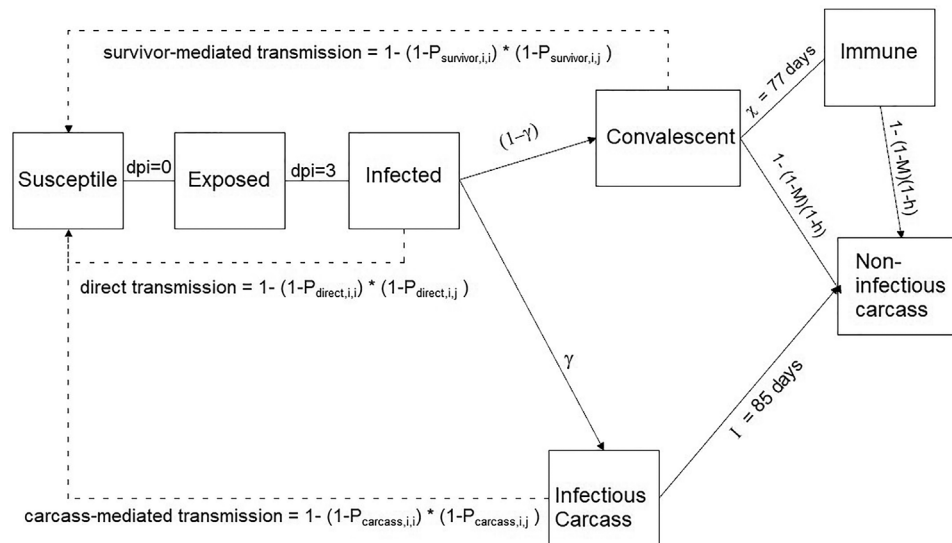 survivor-mediated transmission = 1- (1-Psurvivor,i,i) * (1-Psurvivor,i,j )
Immune
χ = 77 days
Susceptile
dpi=0
Exposed
dpi=3
Infected
(1–γ)
Convalescent
1- (1-M)(1-h)
1- (1-M)(1-h)
direct transmission = 1- (1-Pdirect,i,i) * (1-Pdirect,i,j )
Non-
infectious
carcass
γ
I = 85 days
Infectious
Carcass
carcass-mediated transmission = 1- (1-Pcarcass,i,i) * (1-Pcarcass,i,j )